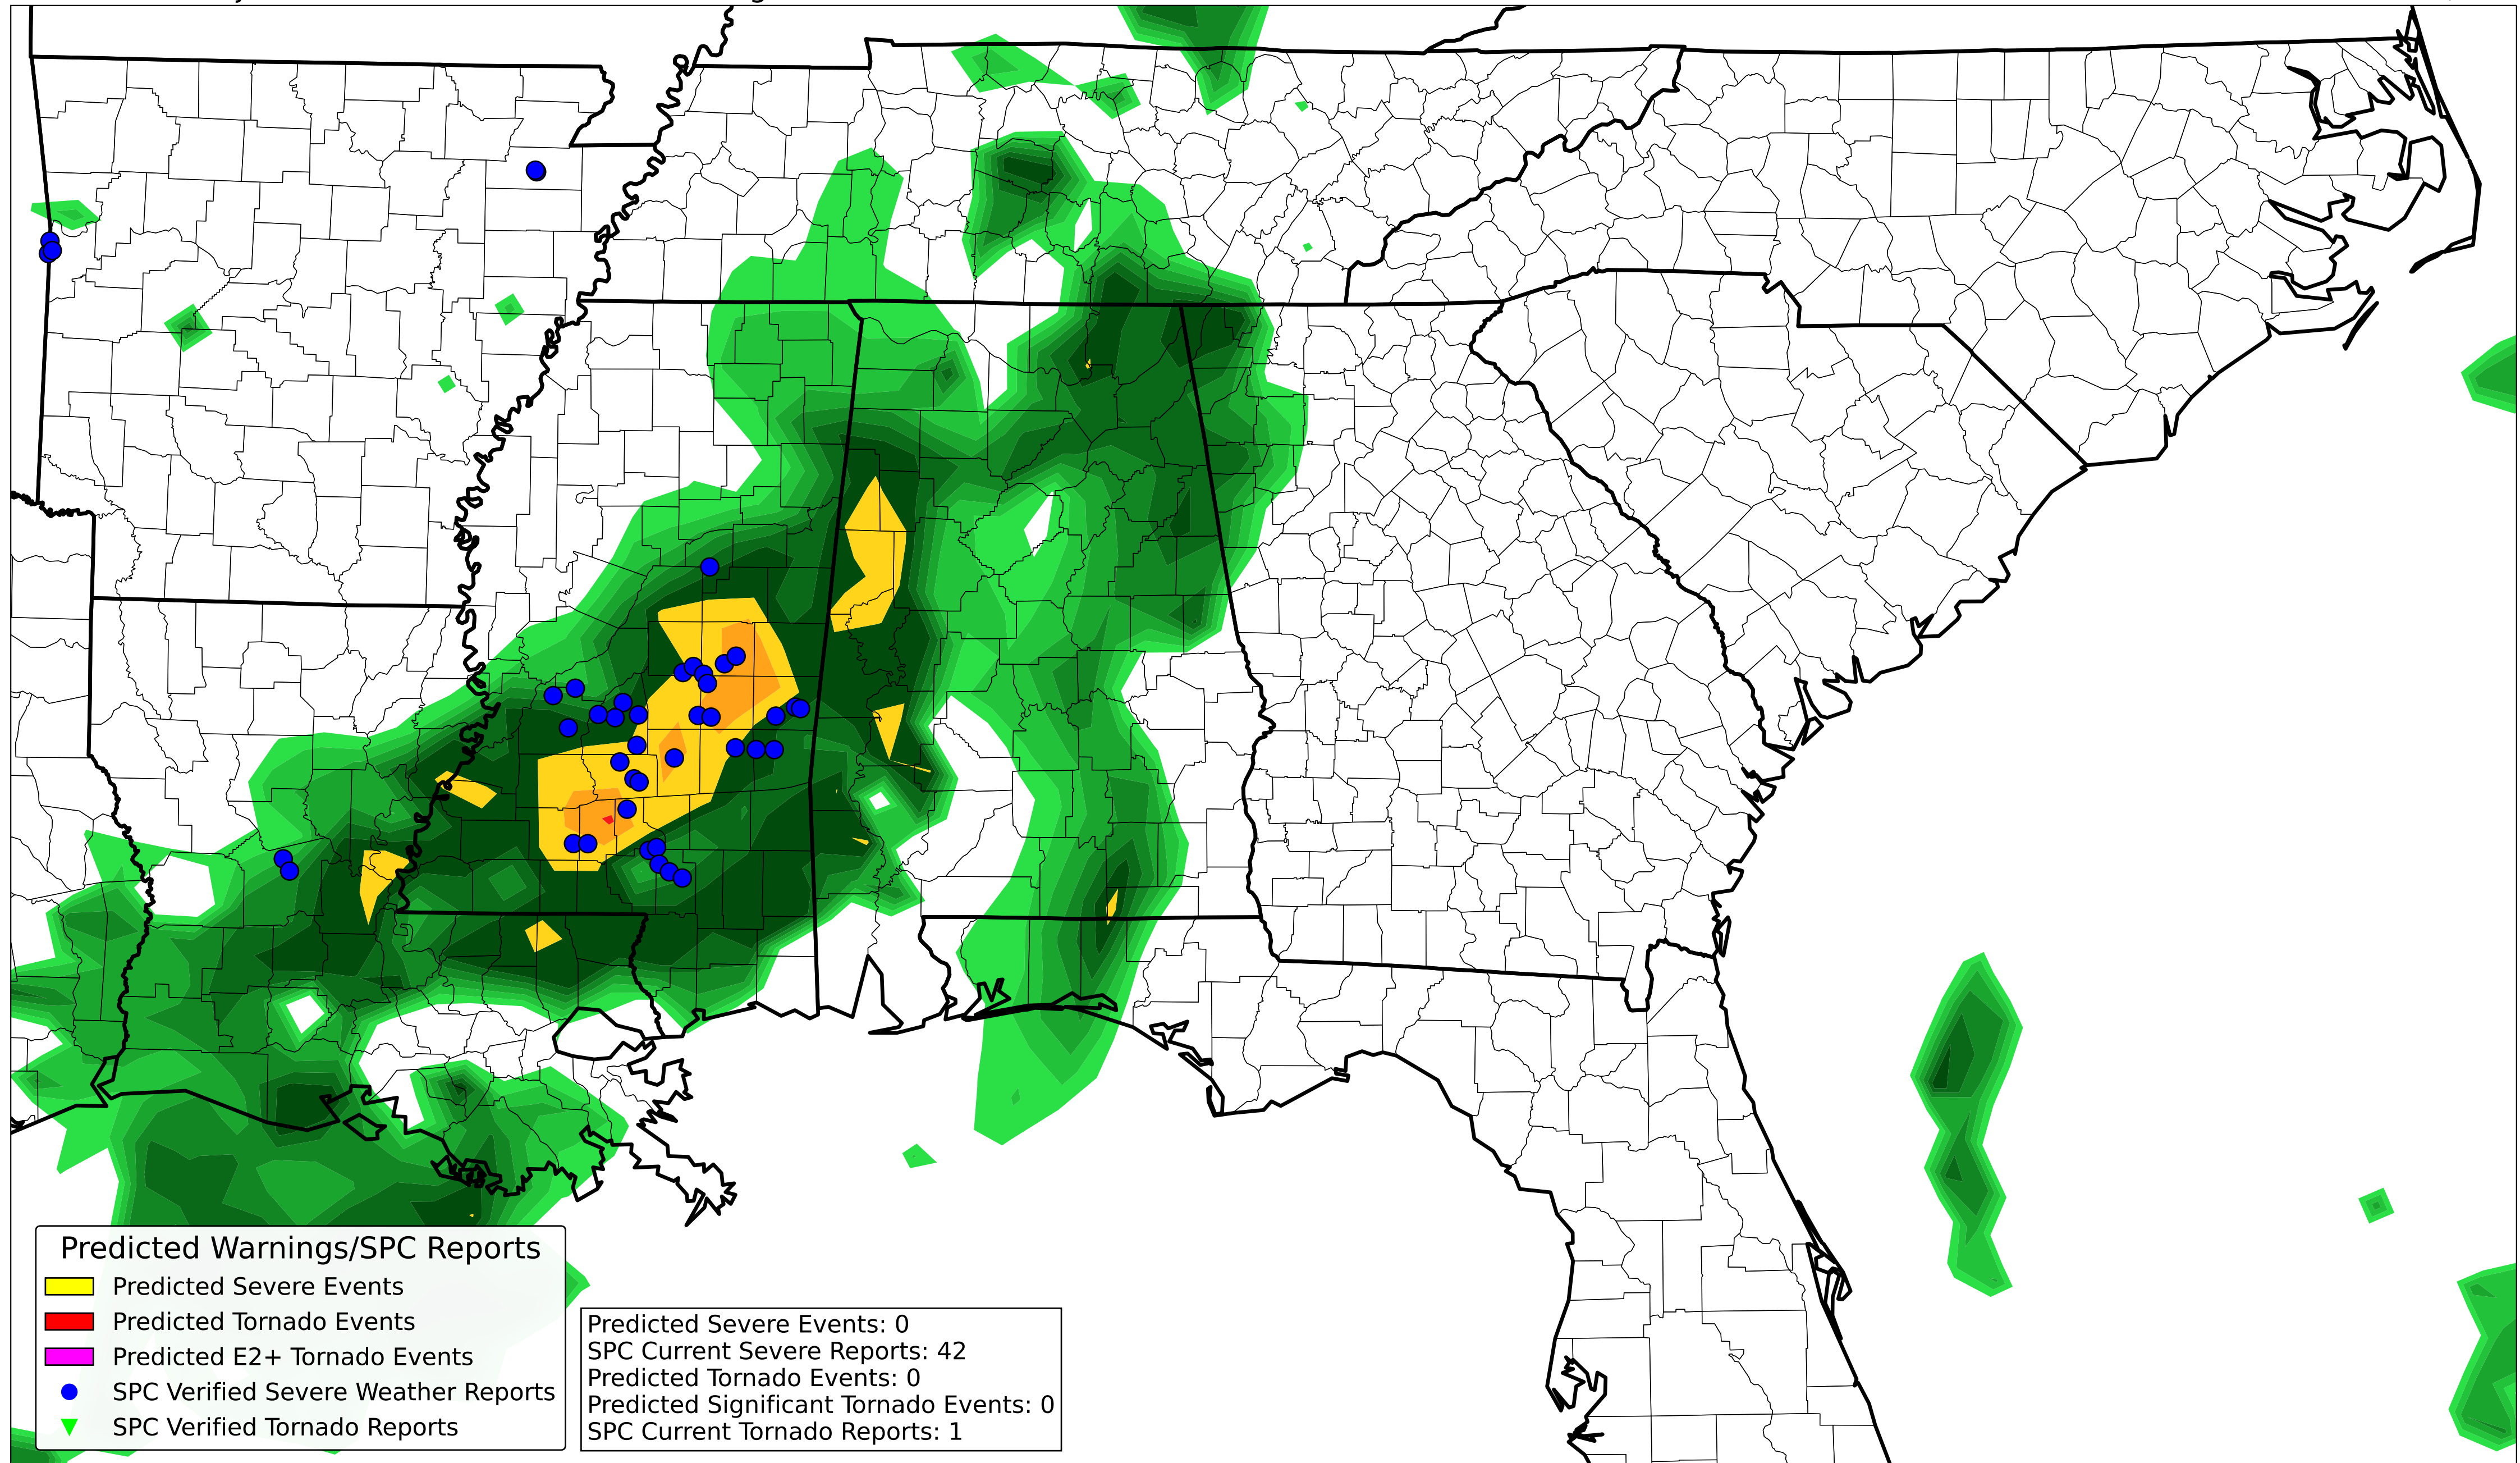 Predicted Warnings/SPC Reports
Predicted Severe Events
Predicted Tornado Events
Predicted E2+ Tornado Events
SPC Verified Severe Weather Reports
SPC Verified Tornado Reports
Predicted Severe Events: 0
SPC Current Severe Reports: 42
Predicted Tornado Events: 0
Predicted Significant Tornado Events: 0
SPC Current Tornado Reports: 1